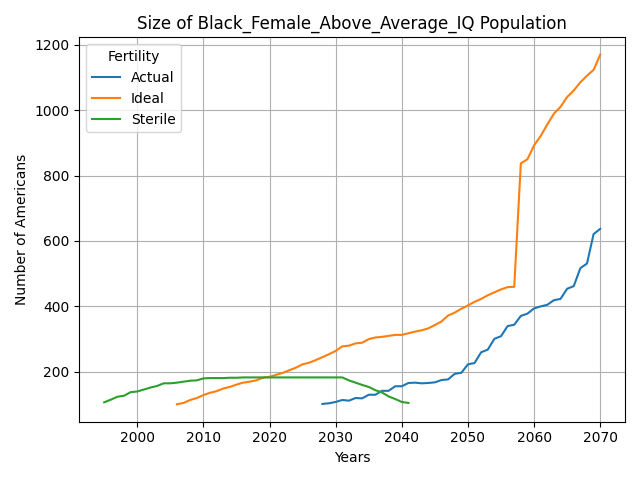 Size of Black_Female_Above_Average_IQ Population
Number of Americans
1200
1000
800
600
400
200
Fertility
Actual
Ideal
Sterile
2000 2010 2020 2030 2040 2050 2060 2070
Years